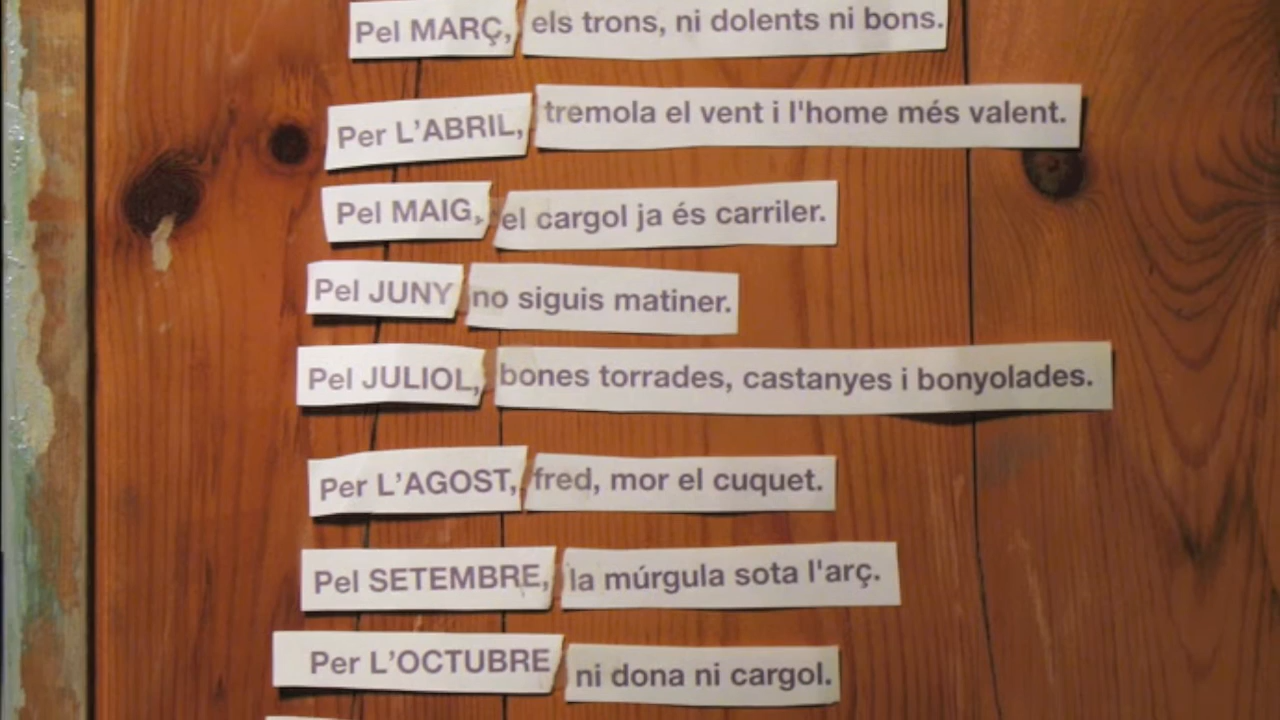 Pel MARÇ, els trons, ni dolents ni bons.
Per L'ABRIL, tremola el vent i l'home més valent.
Pel MAIG, el cargol ja és carriler.
Pel JUNY no siguis matiner.
Pel JULIOL, bones torrades, castanyes i bonyolades.
Per L'AGOST, fred, mor el cuquet.
Pel SETEMBRE, la múrgula sota l'arç.
Per L'OCTUBRE ni dona ni cargol.